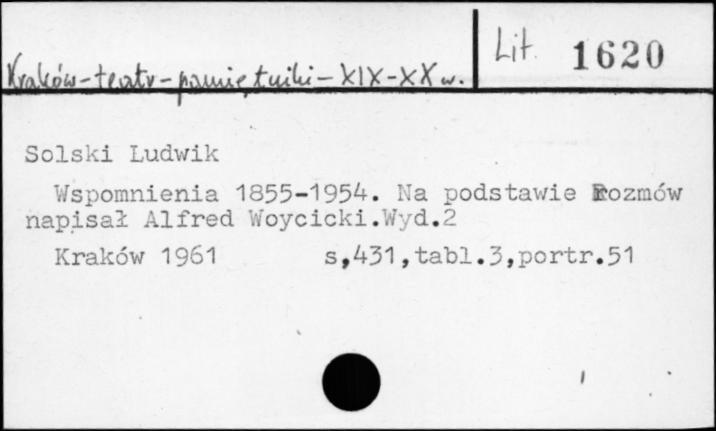 Lit. 1620
Kraków-teatr-pamiętniki-XIX-XX w.
Solski Ludwik
Wspomnienia 1855-1954. Na podstawie Rozmów
napisał Alfred Woycicki.Wyd.2
Kraków 1961 s,431,tabl.3,portr.51